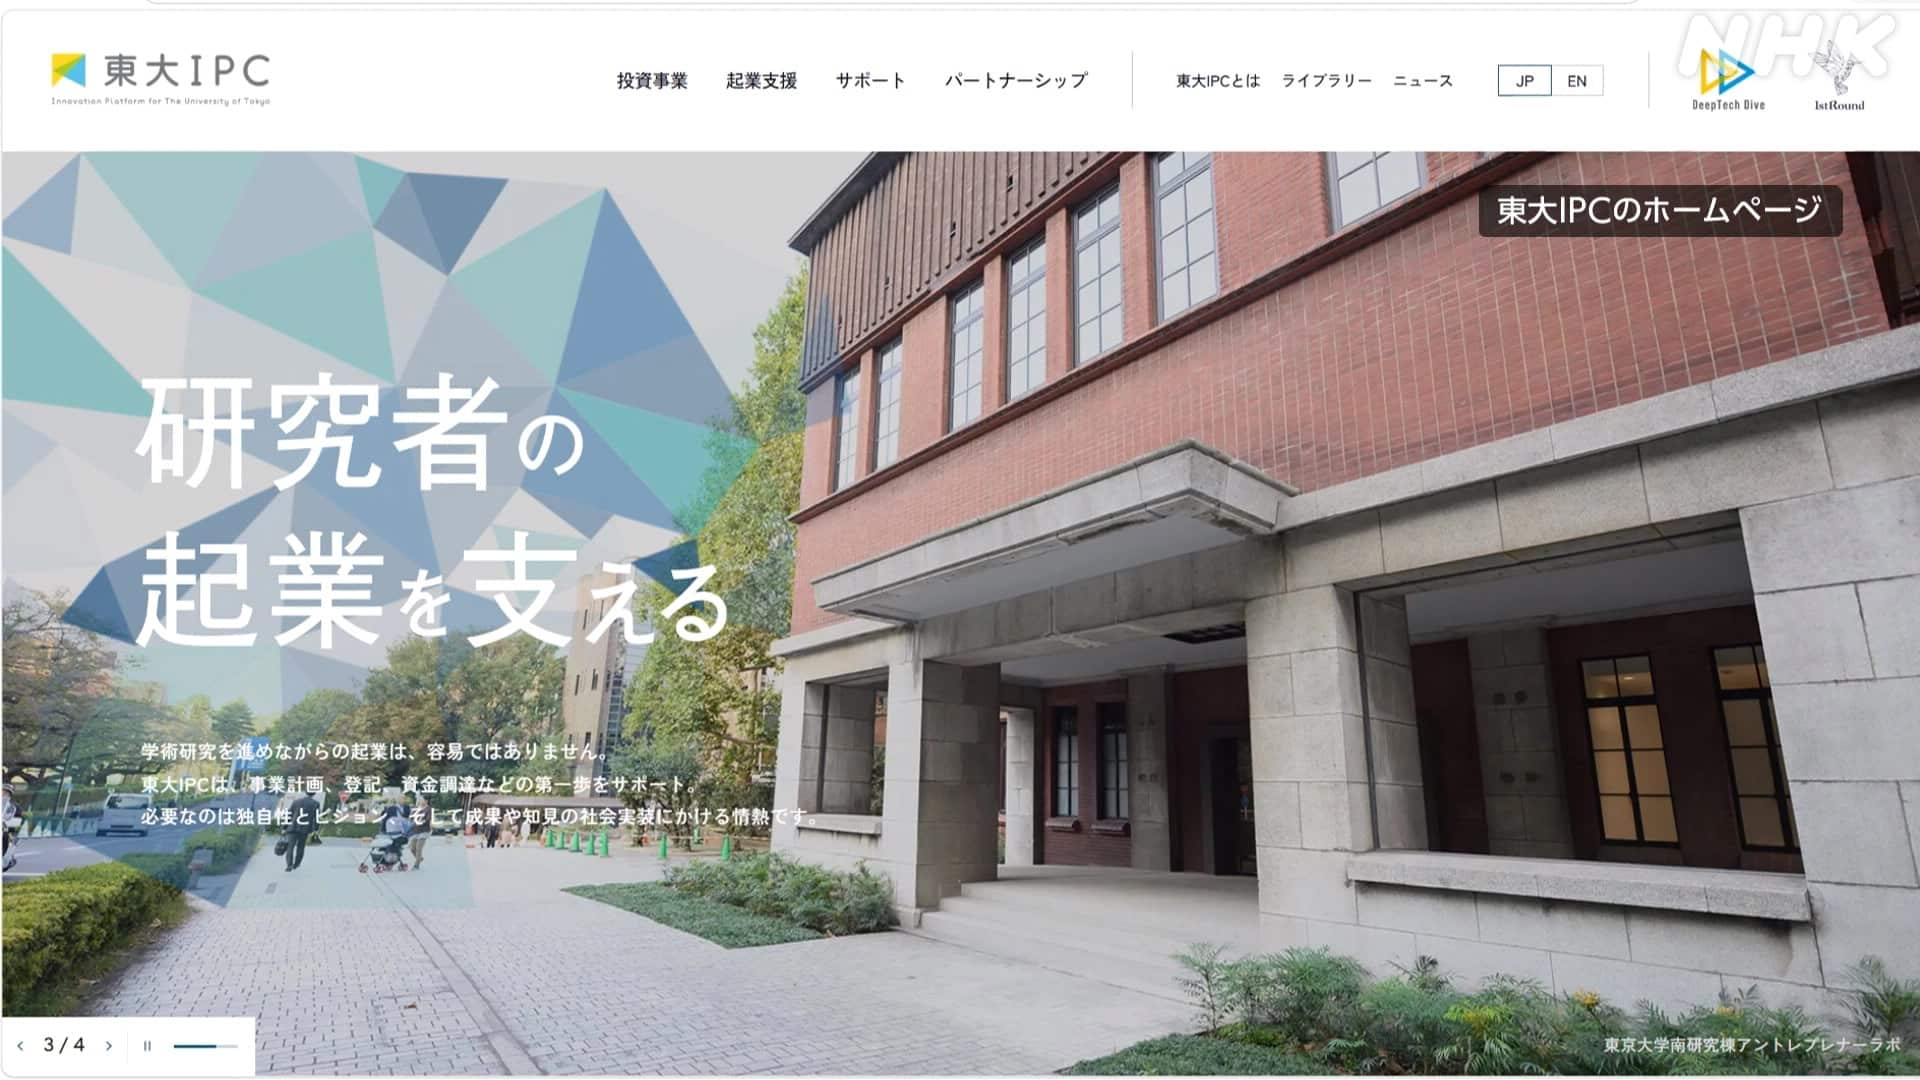 NHK
東大IPC
Innovation Platform for The University of Tokyo
投資事業 起業支援 サポート パートナーシップ 東大IPCとは ライブラリー ニュース JP EN
DeepTech Dive
1stRound
東大IPCのホームページ
研究者の
起業を支える
学術研究を進めながらの起業は、容易ではありません。
東大IPCは、事業計画、登記、資金調達などの第一歩をサポート。
必要なのは独自性とビジョン、そして成果や知見の社会実装にかける情熱です。
3 / 4
東京大学南研究棟アントレプレナーラボ